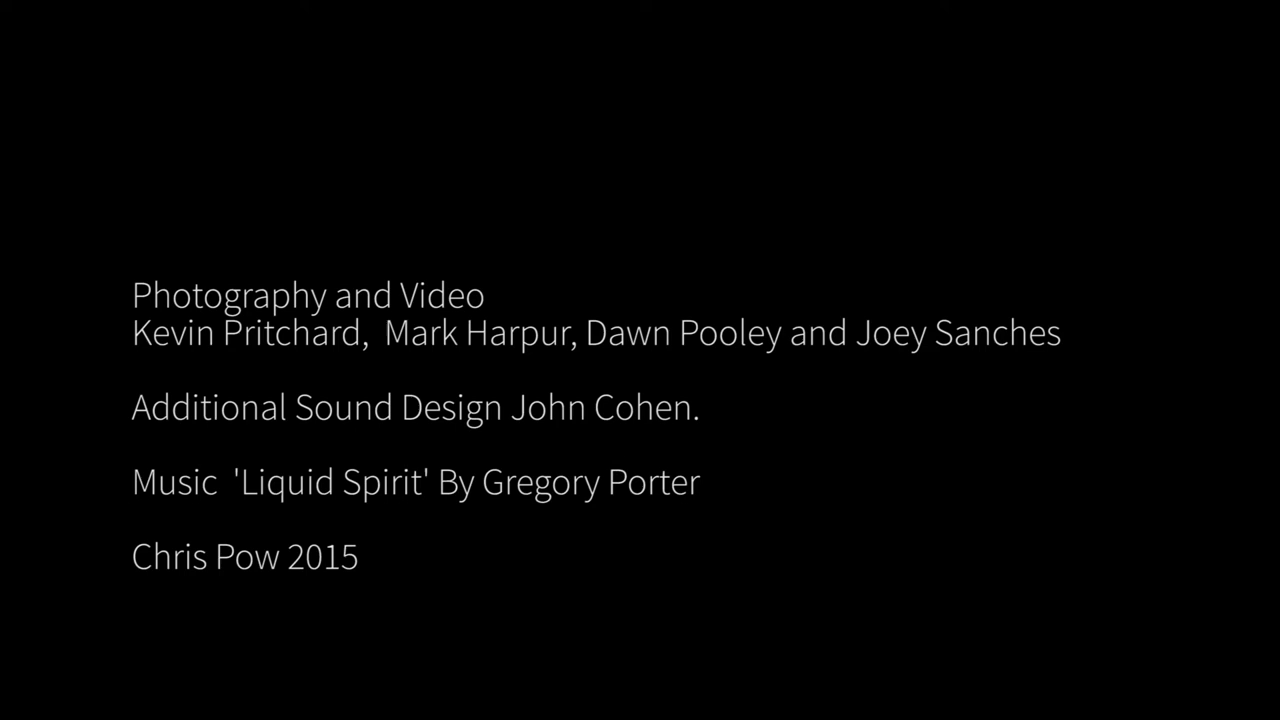 Photography and Video
Kevin Pritchard,  Mark Harpur, Dawn Pooley and Joey Sanches
Additional Sound Design John Cohen.
Music  'Liquid Spirit' By Gregory Porter
Chris Pow 2015